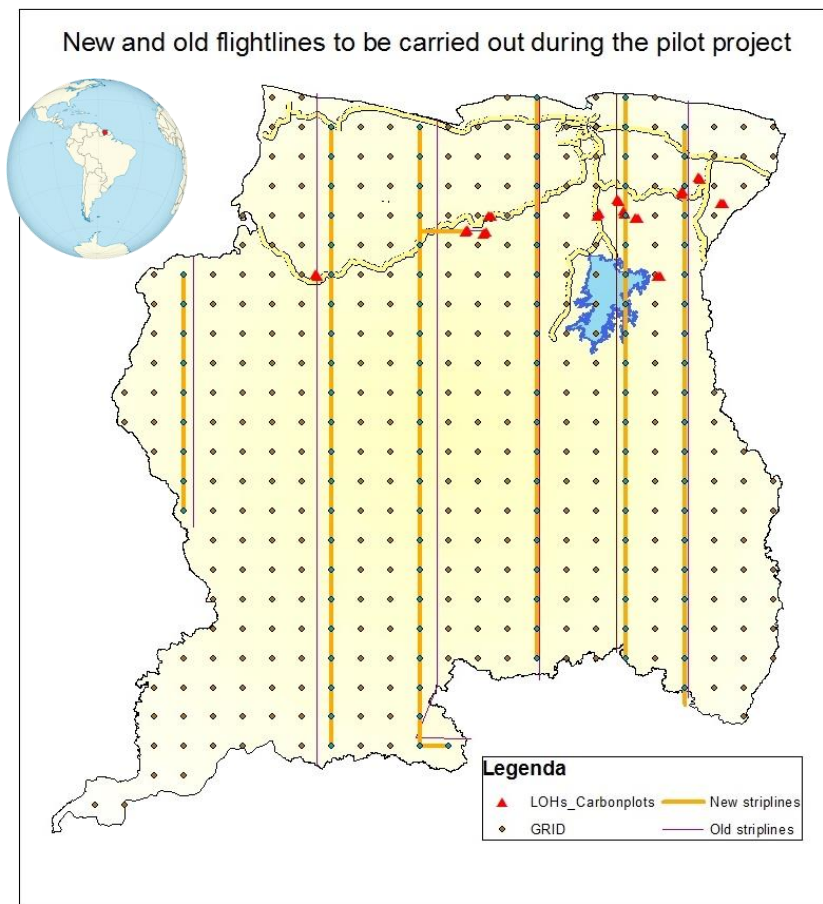 New and old flightlines to be carried out during the pilot project
Legenda
LOHs_Carbonplots
New striplines
GRID
Old striplines